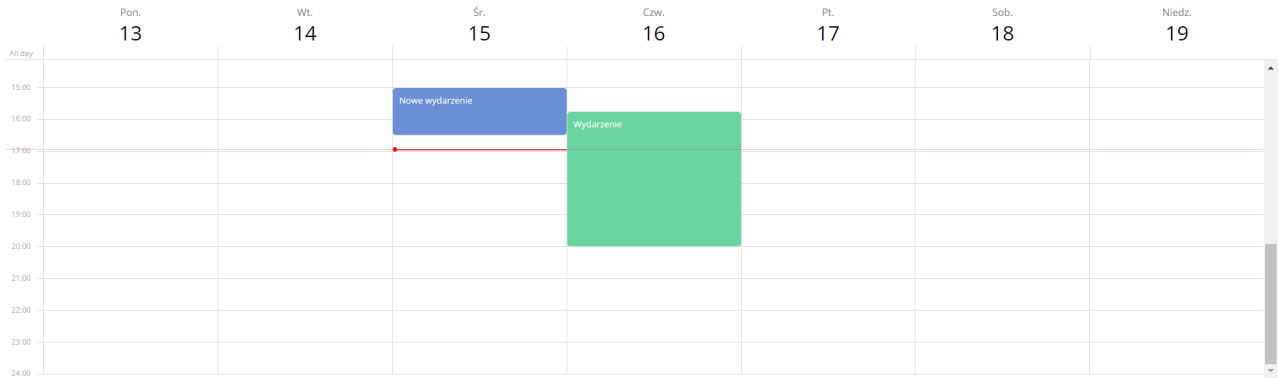 Pon. Wt. Śr. Czw. Pt. Sob. Niedz.
13 14 15 16 17 18 19
All day
15:00
Nowe wydarzenie
16:00
Wydarzenie
17:00
18:00
19:00
20:00
21:00
22:00
23:00
24:00